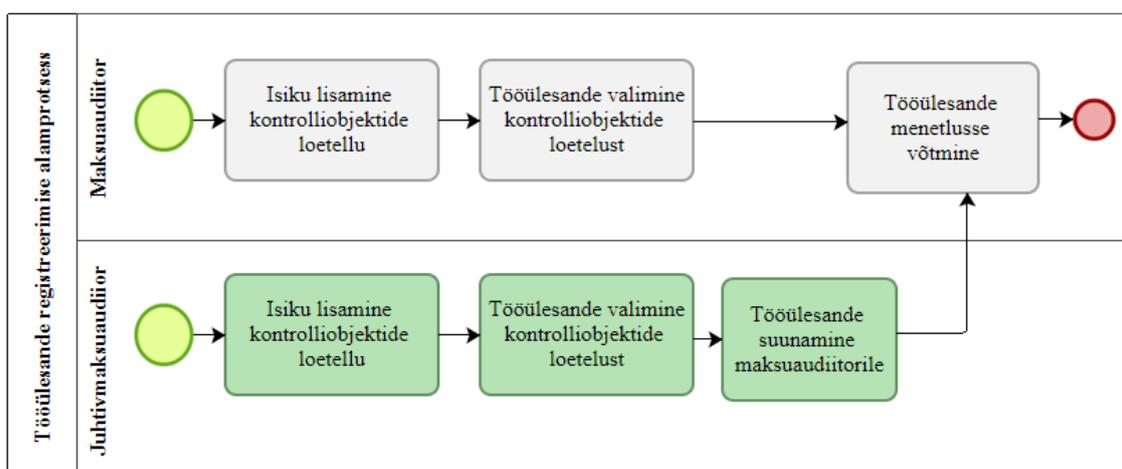 Tööülesande registreerimise alamprotsess
Maksuaudiitor
Isiku lisamine
kontrolliobjektide
loetellu
Tööülesande valimine
kontrolliobjektide
loetelust
Tööülesande
menetlusse
võtmine
Juhtivmaksuaudiior
Isiku lisamine
kontrolliobjektide
loetellu
Tööülesande valimine
kontrolliobjektide
loetelust
Tööülesande
suunamine
maksuaudiitorile